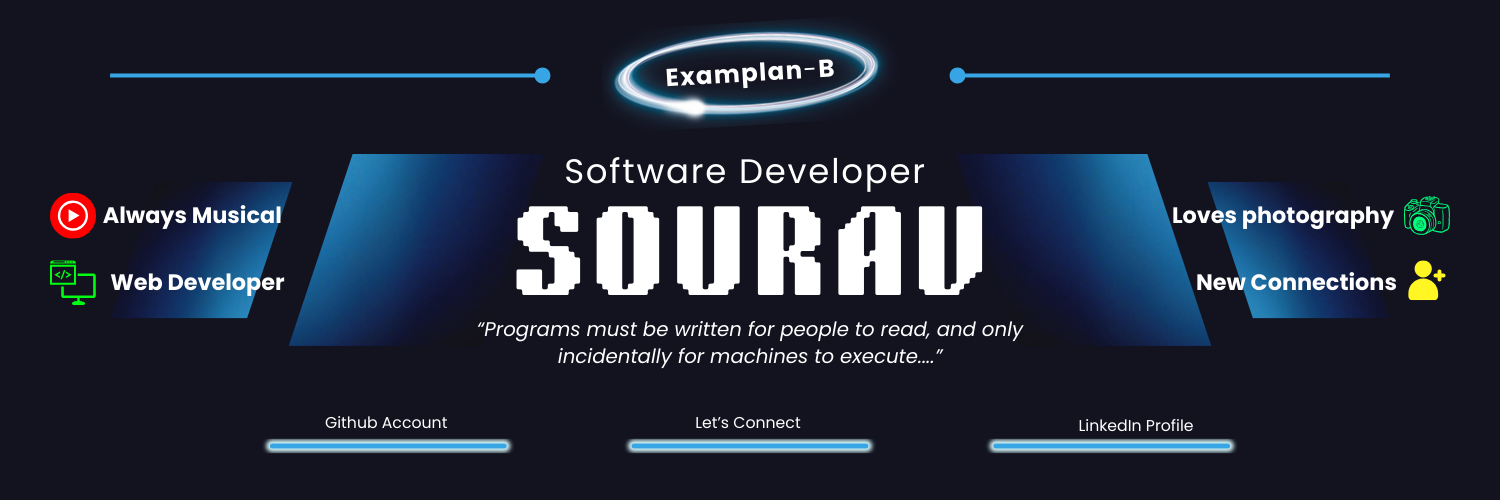 Examplan-B
Software Developer
SOURAV
“Programs must be written for people to read, and only
incidentally for machines to execute....”
Always Musical
Web Developer
Loves photography
New Connections
Github Account
Let’s Connect
LinkedIn Profile